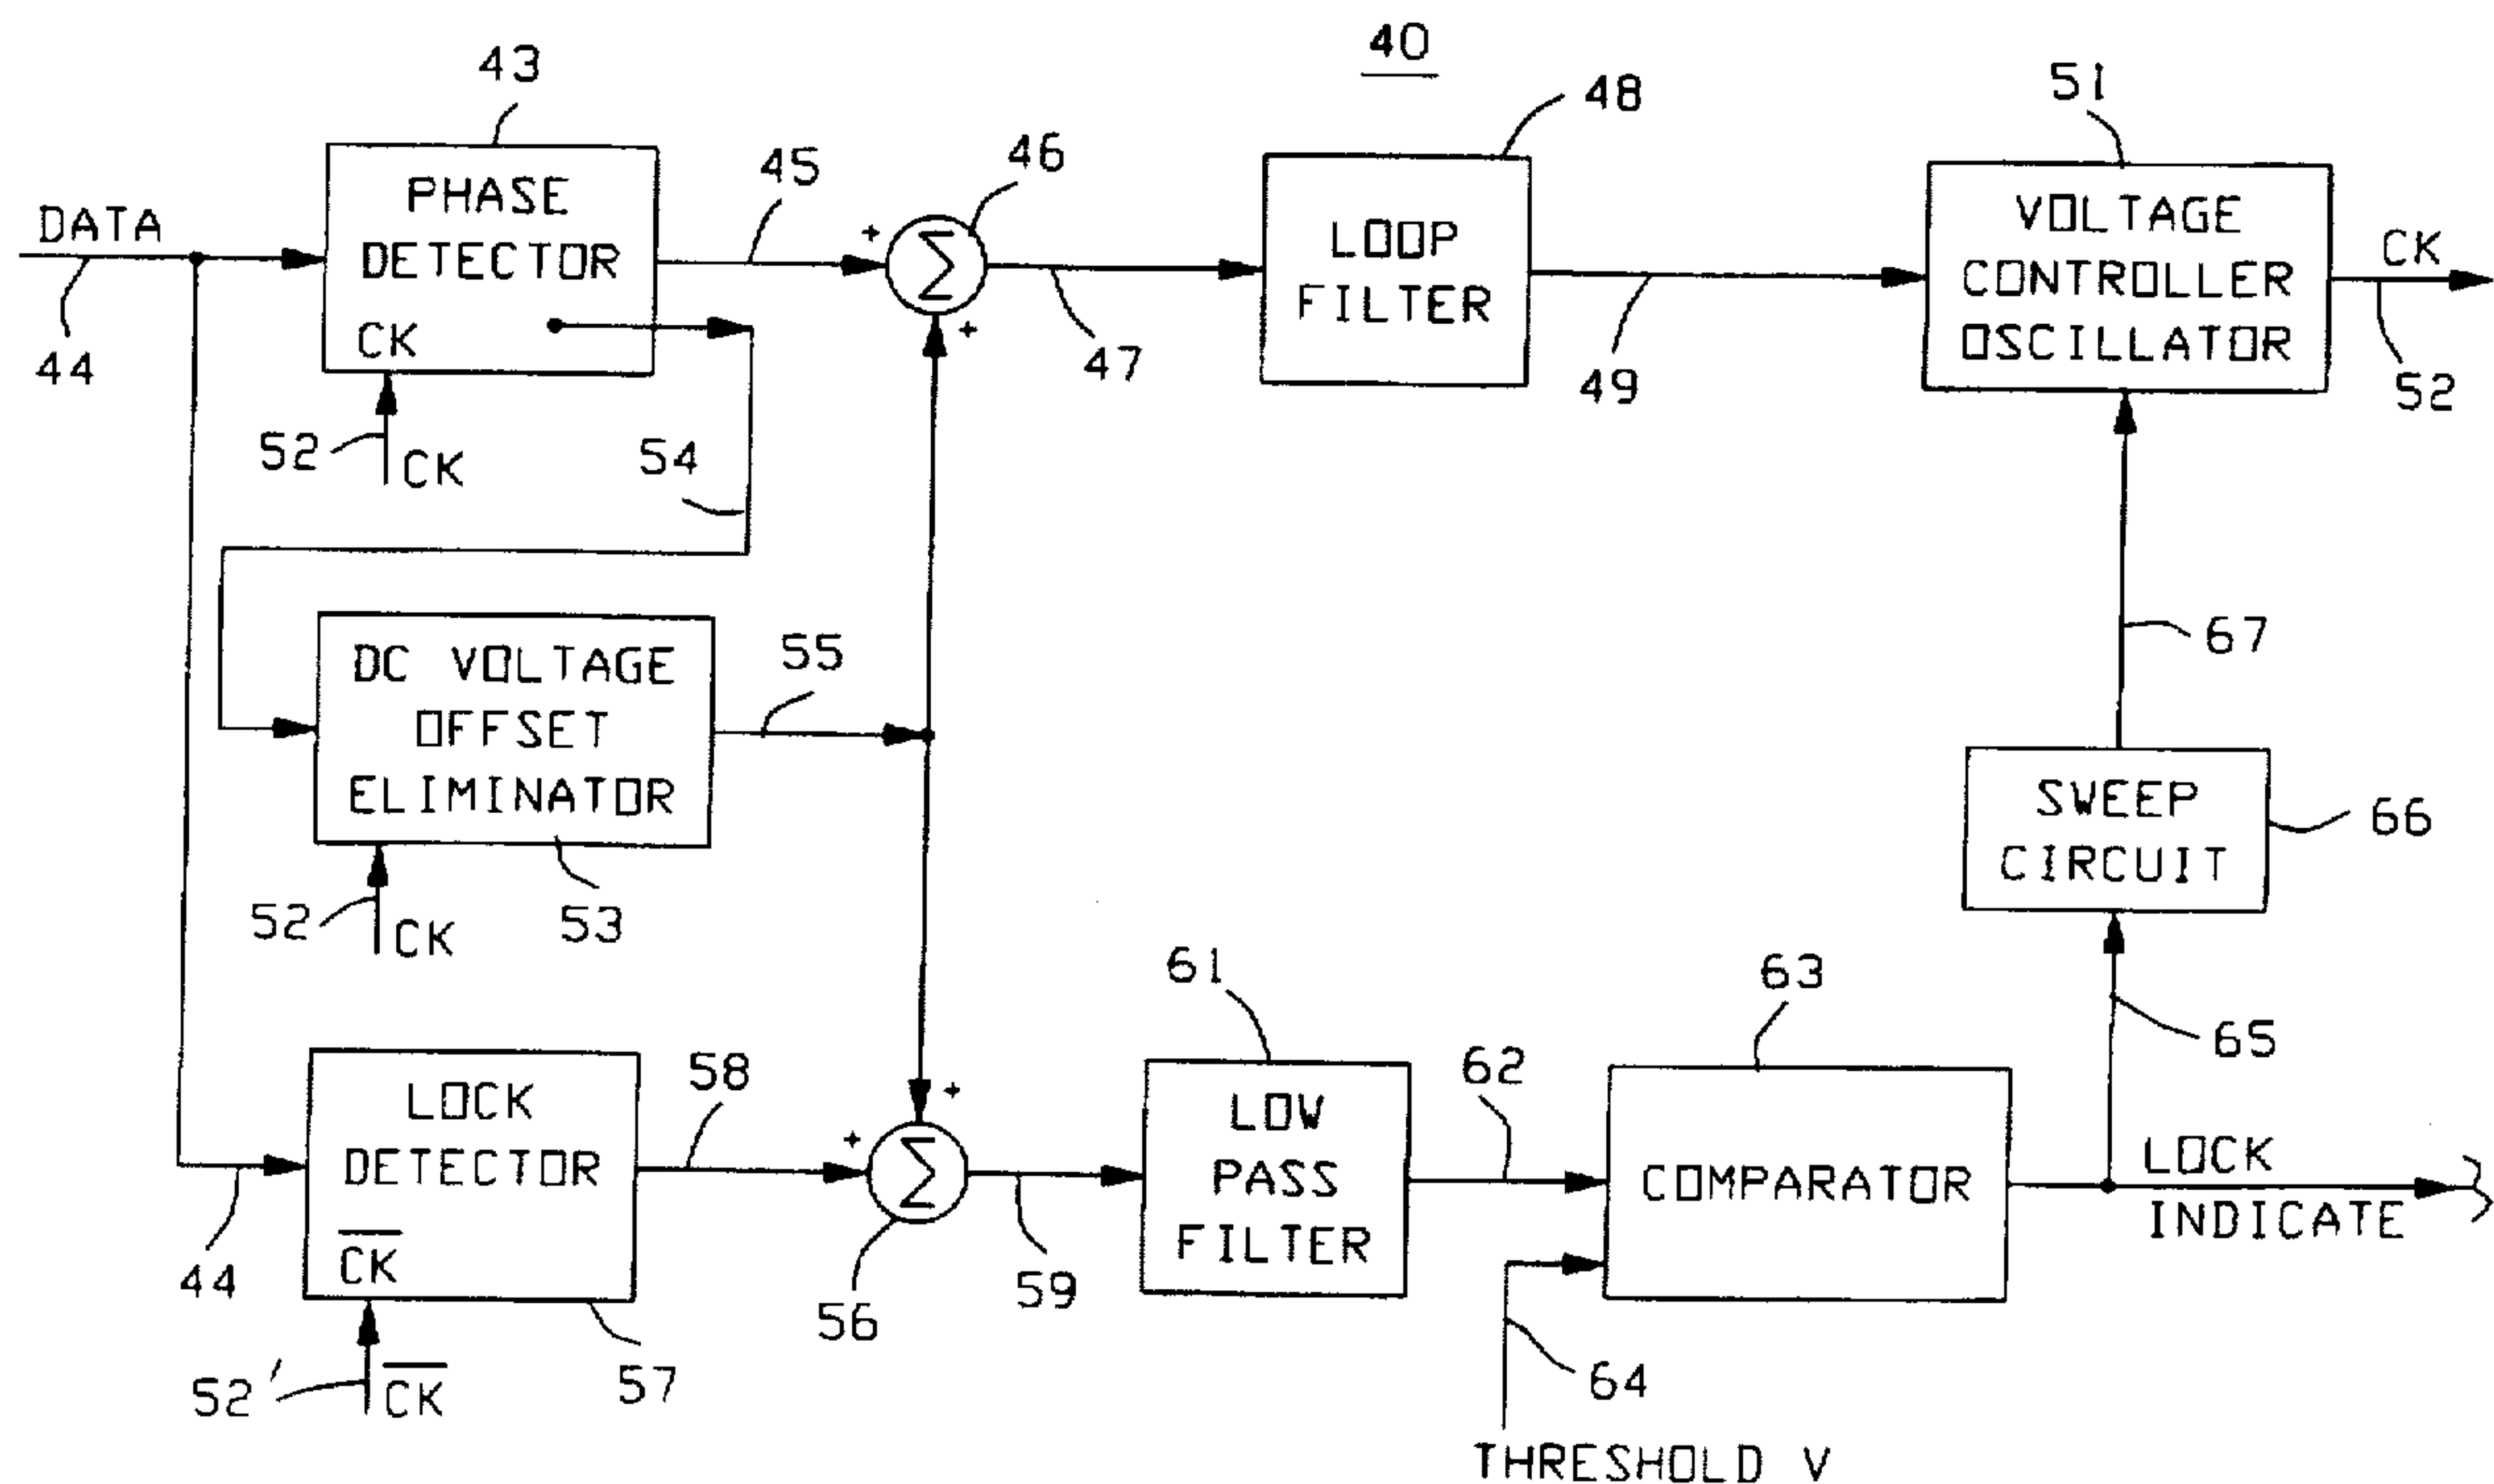 40
43
48
51
45
46
DATA
PHASE
DETECTOR
CK
+
Σ
+
LOOP
FILTER
VOLTAGE
CONTROLLER
OSCILLATOR
CK
44
47
49
52
52
CK
54
DC VOLTAGE
OFFSET
ELIMINATOR
55
67
SWEEP
CIRCUIT
66
52
CK
53
61
63
65
LOCK
DETECTOR
C̅K̅
58
+
+
Σ
LOW
PASS
FILTER
62
COMPARATOR
LOCK
INDICATE
44
56
59
52'
C̅K̅
57
64
THRESHOLD V